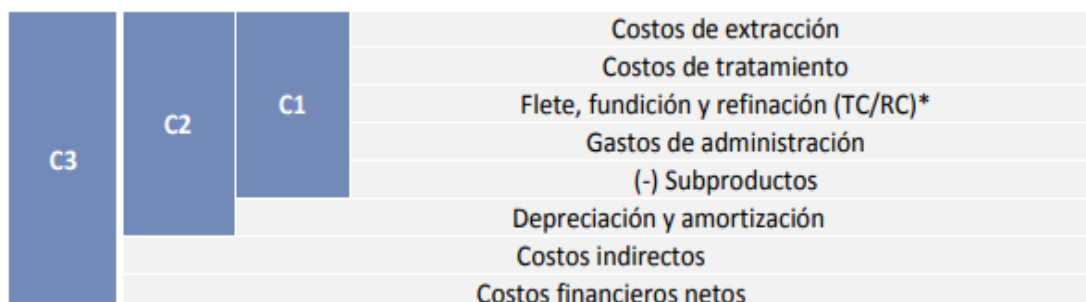 Costos de extracción
Costos de tratamiento
C1
Flete, fundición y refinación (TC/RC)*
C2
Gastos de administración
C3
(-) Subproductos
Depreciación y amortización
Costos indirectos
Costos financieros netos